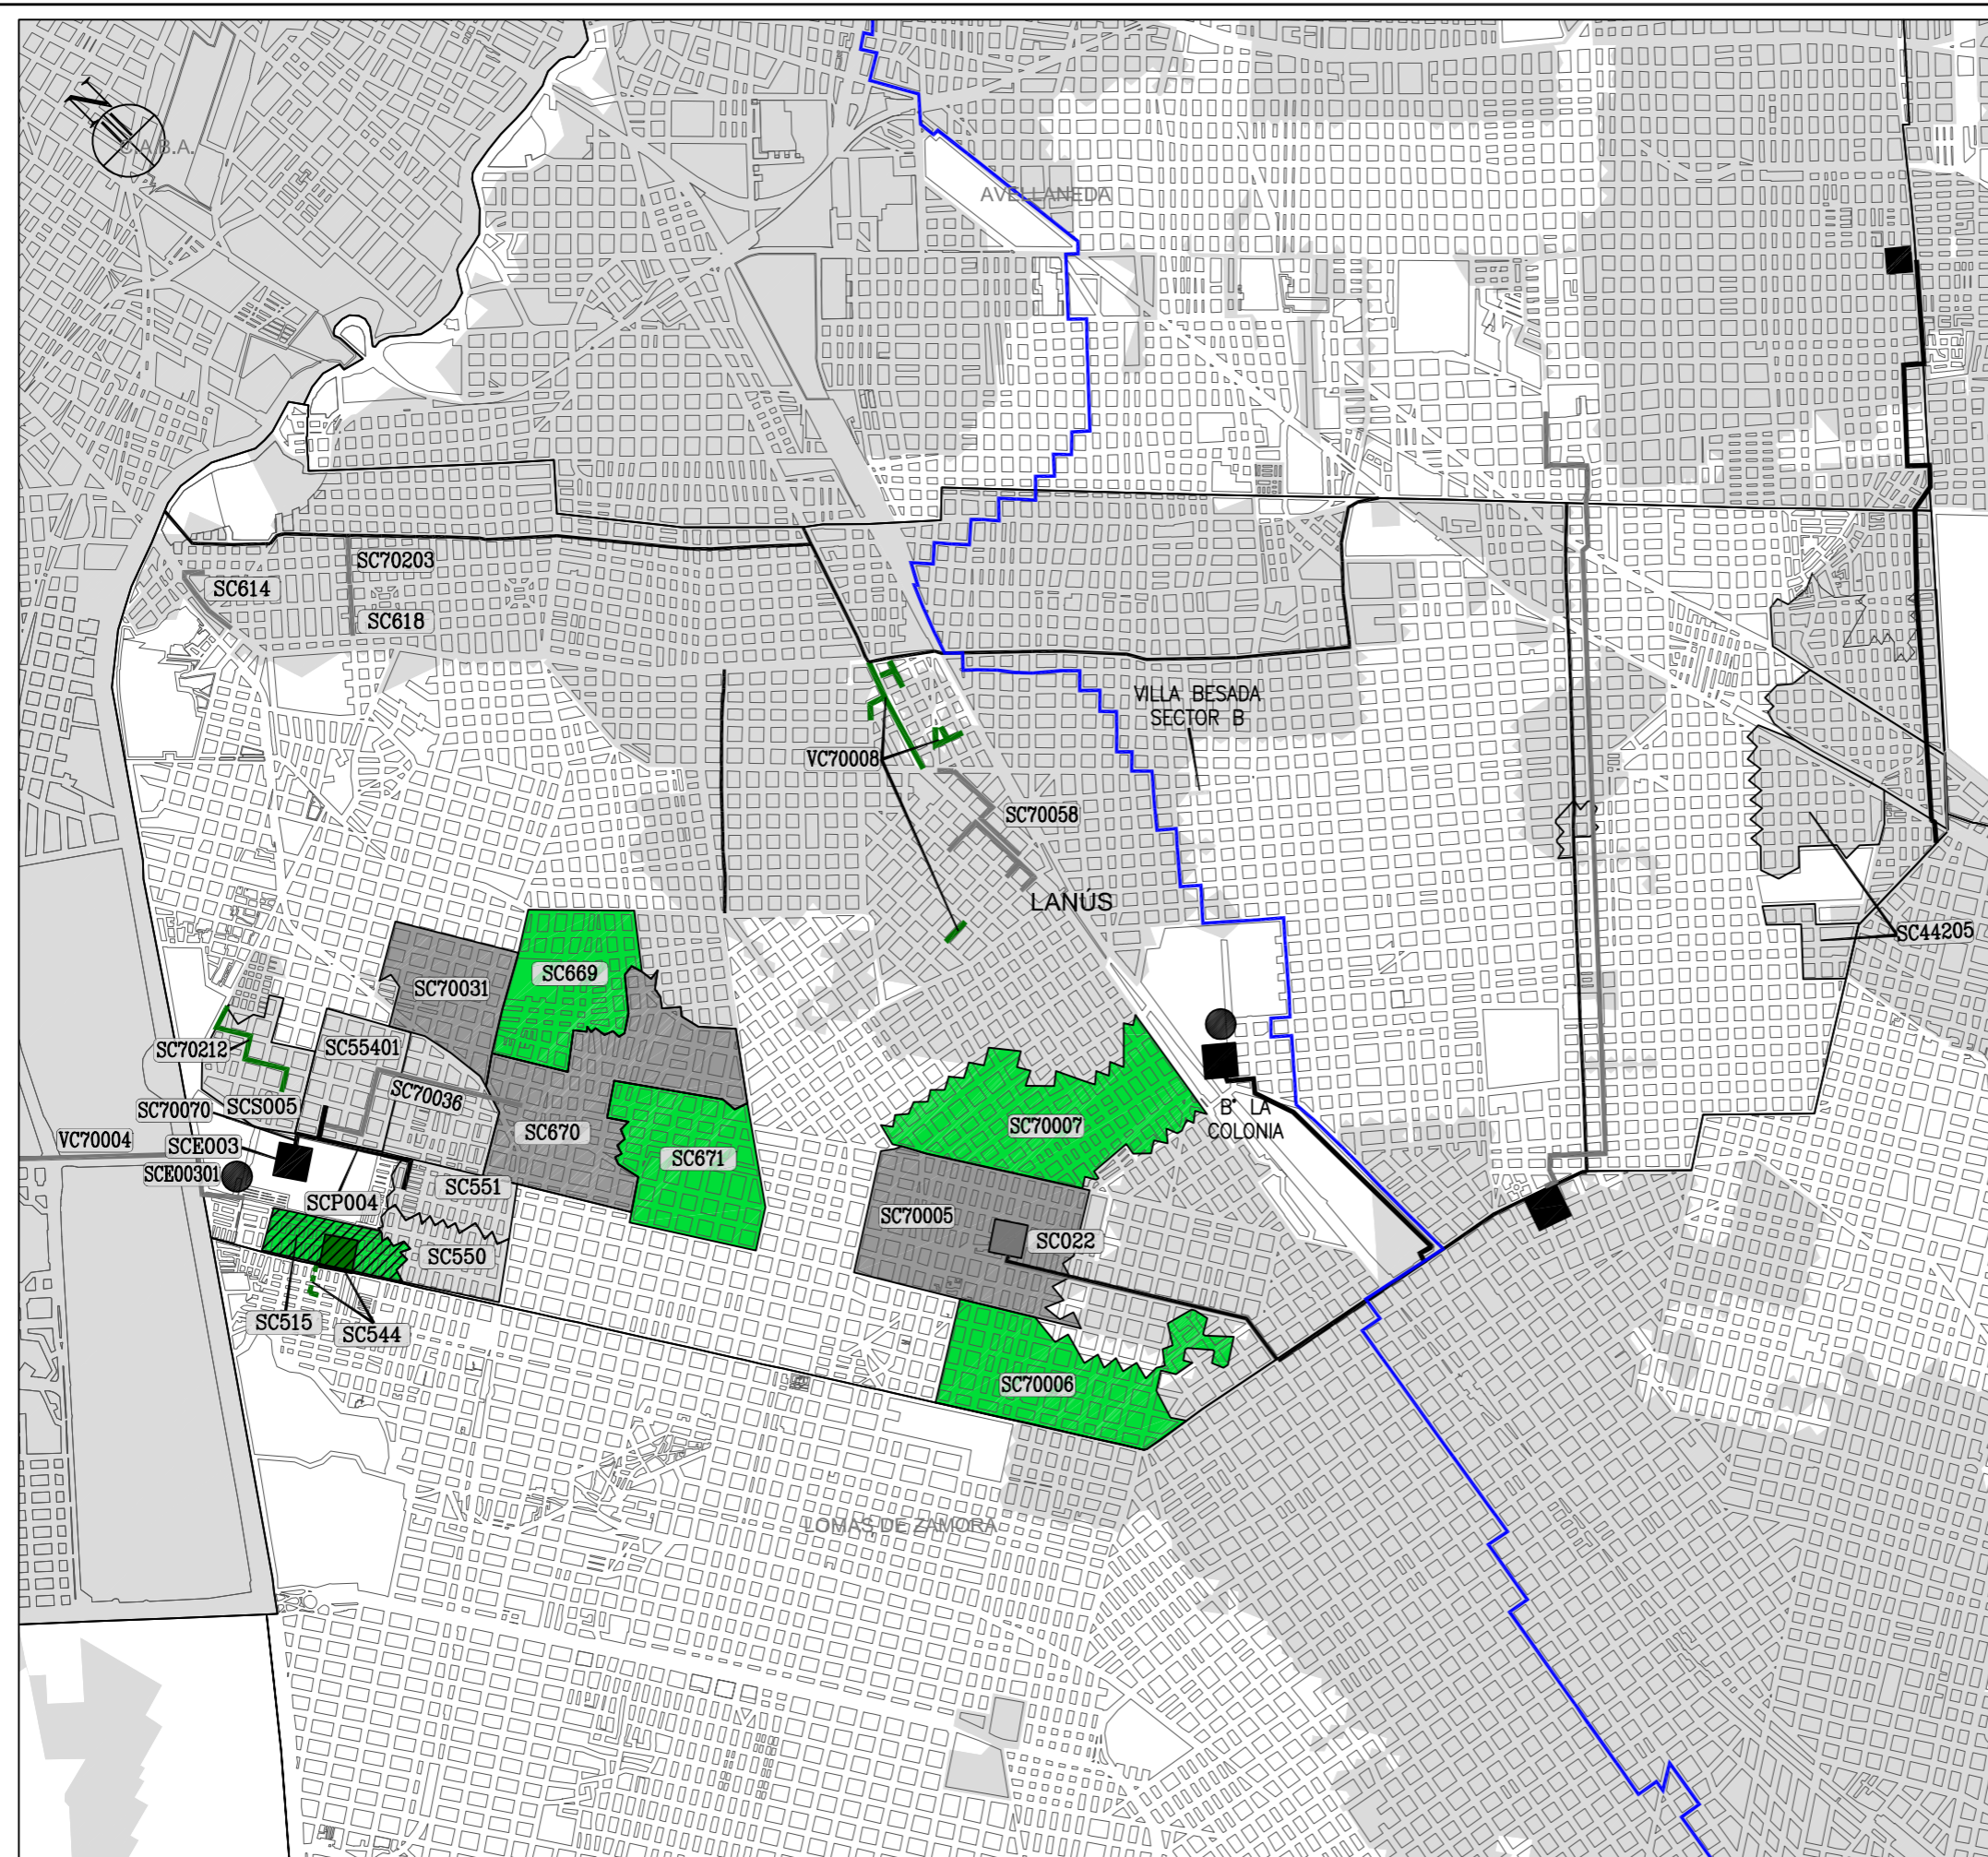 N
C.A.B.A.
AVELLANEDA
SC70203
SC614
SC618
VILLA BESADA
SECTOR B
VC70008
SC70058
LANÚS
SC44205
SC669
SC70031
SC70212
SC55401
SC70036
SC70070
SCS005
VC70004
SCE003
SC670
SC671
SC70007
B° LA
COLONIA
SCE00301
SCP004
SC551
SC70005
SC022
SC550
SC515
SC544
SC70006
LOMAS DE ZAMORA